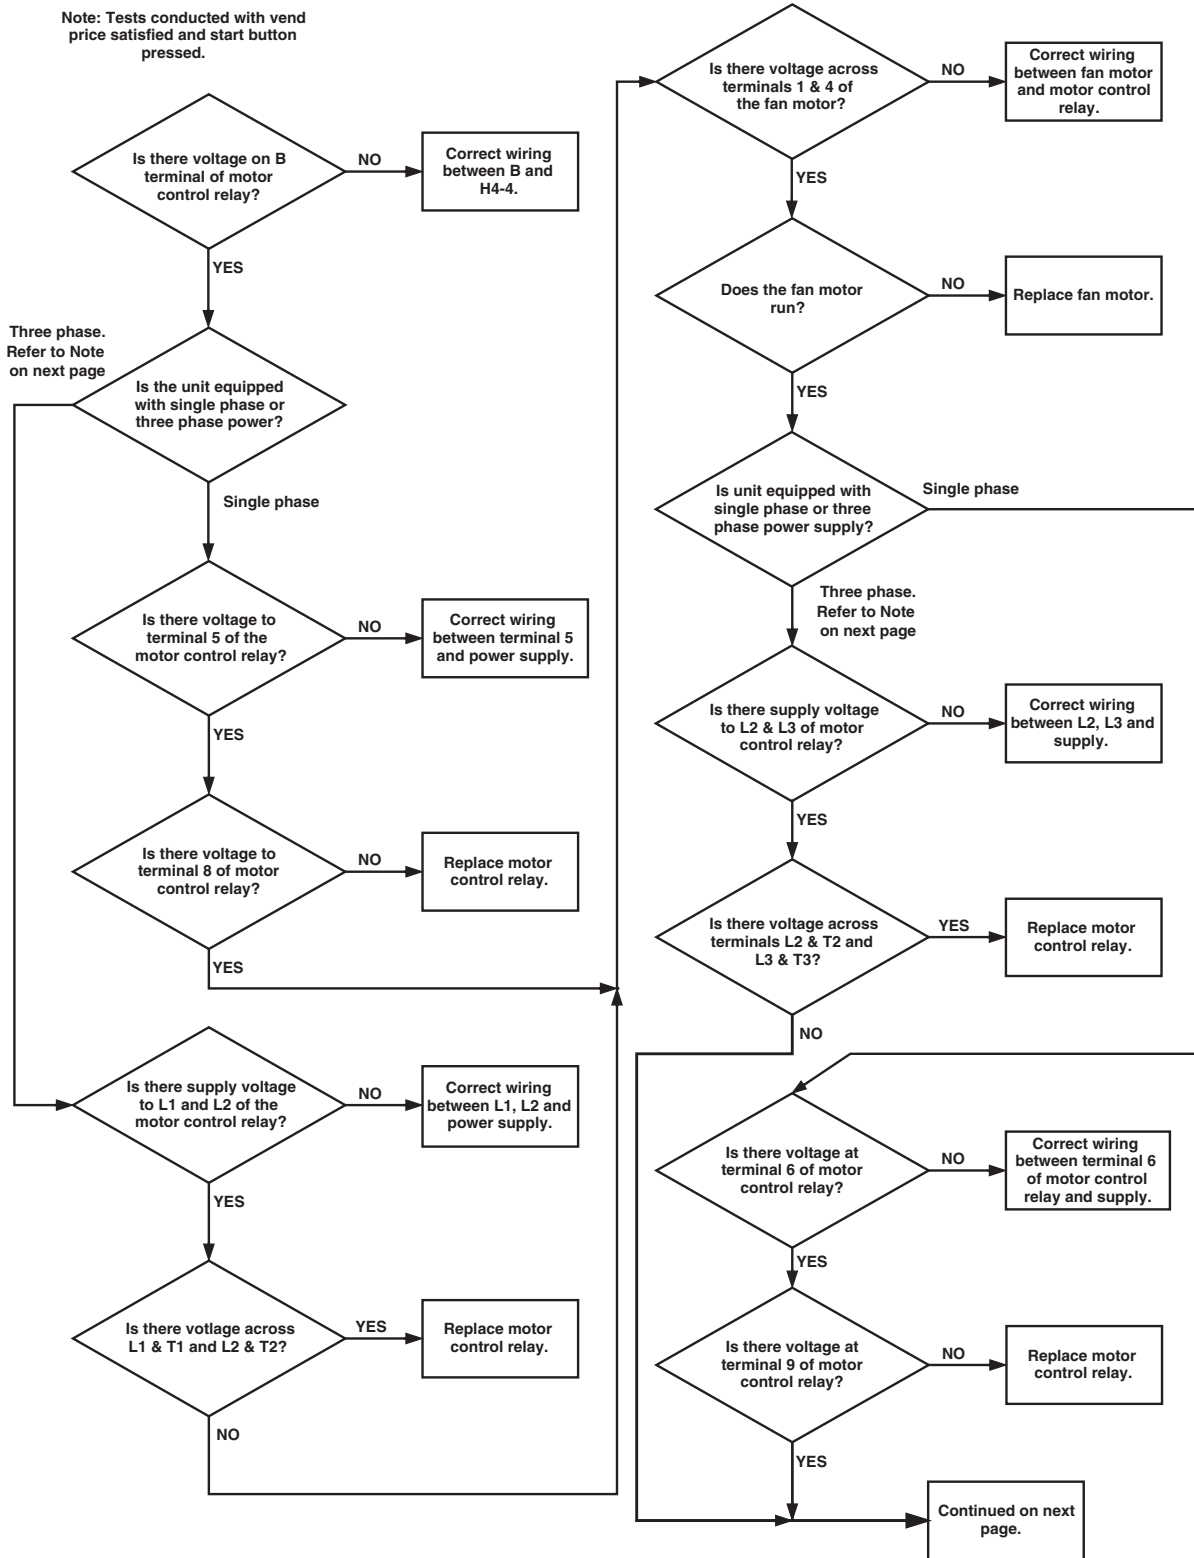 Note: Tests conducted with vend
price satisfied and start button
pressed.
Is there voltage on B
terminal of motor
control relay?
NO
Correct wiring
between B and
H4-4.
YES
Three phase.
Refer to Note
on next page
Is the unit equipped
with single phase or
three phase power?
Single phase
Is there voltage to
terminal 5 of the
motor control relay?
NO
Correct wiring
between terminal 5
and power supply.
YES
Is there voltage to
terminal 8 of motor
control relay?
NO
Replace motor
control relay.
YES
Is there supply voltage
to L1 and L2 of the
motor control relay?
NO
Correct wiring
between L1, L2 and
power supply.
YES
Is there votlage across
L1 & T1 and L2 & T2?
YES
Replace motor
control relay.
NO
Is there voltage across
terminals 1 & 4 of
the fan motor?
NO
Correct wiring
between fan motor
and motor control
relay.
YES
Does the fan motor
run?
NO
Replace fan motor.
YES
Is unit equipped with
single phase or three
phase power supply?
Single phase
Three phase.
Refer to Note
on next page
Is there supply voltage
to L2 & L3 of motor
control relay?
NO
Correct wiring
between L2, L3 and
supply.
YES
Is there voltage across
terminals L2 & T2 and
L3 & T3?
YES
Replace motor
control relay.
NO
Is there voltage at
terminal 6 of motor
control relay?
NO
Correct wiring
between terminal 6
of motor control
relay and supply.
YES
Is there voltage at
terminal 9 of motor
control relay?
NO
Replace motor
control relay.
YES
Continued on next
page.